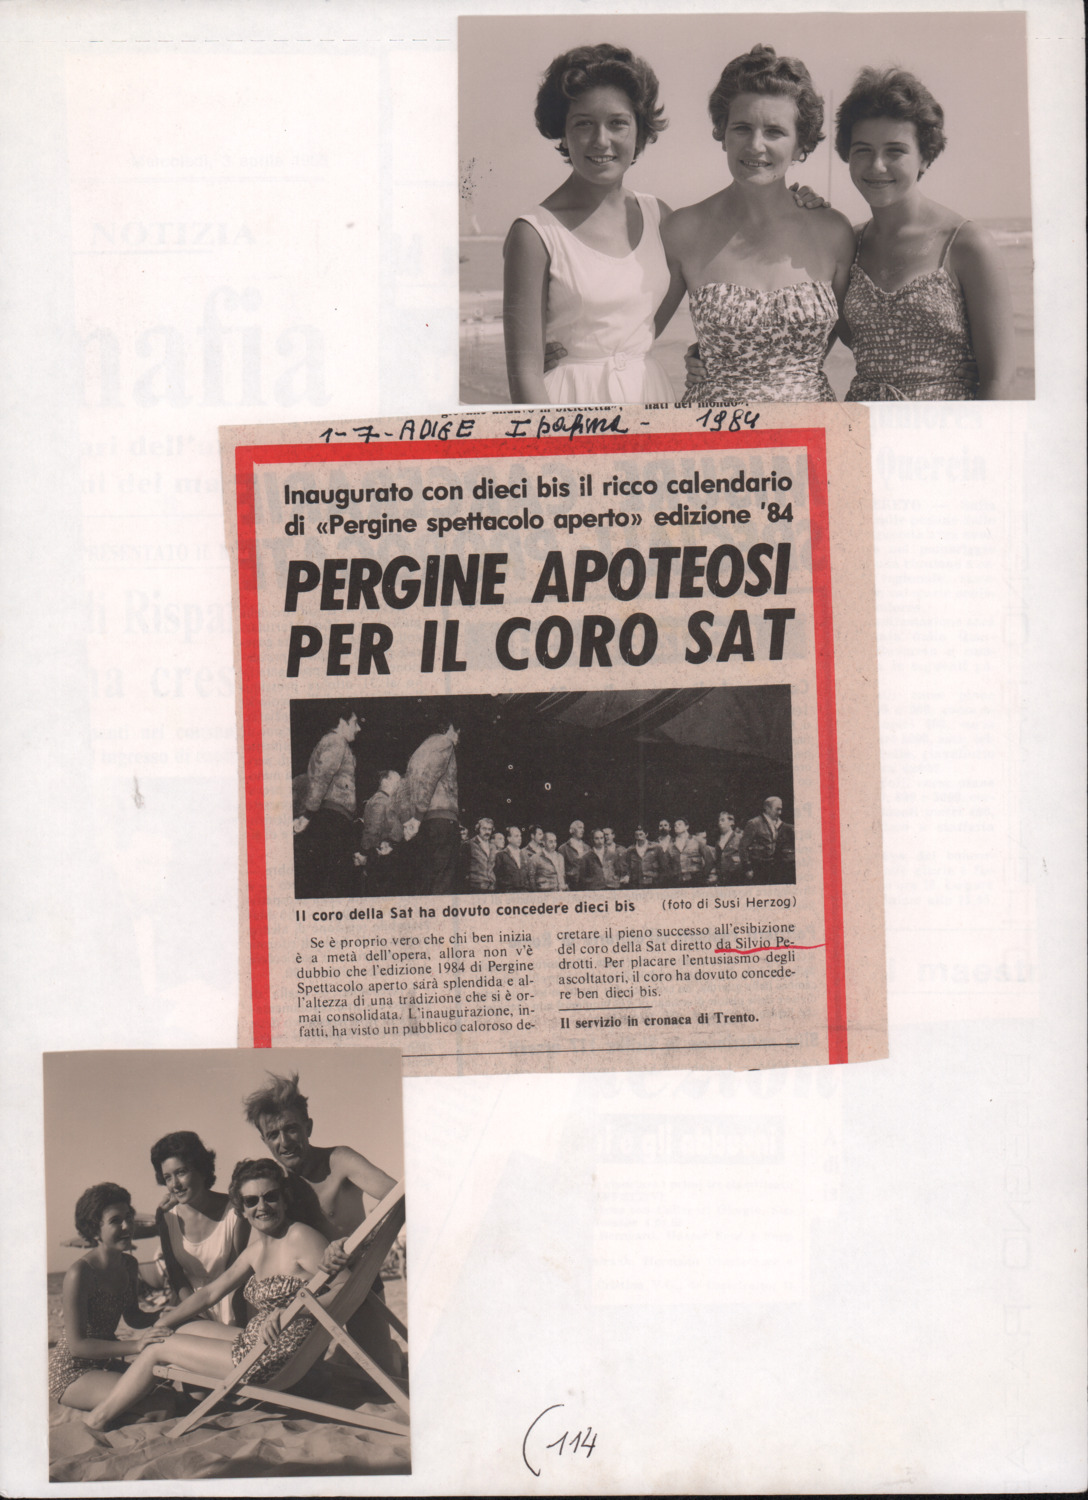 1-7-ADIGE I pagina - 1984
Inaugurato con dieci bis il ricco calendario
di «Pergine spettacolo aperto» edizione '84
PERGINE APOTEOSI
PER IL CORO SAT
Il coro della Sat ha dovuto concedere dieci bis (foto di Susi Herzog)
Se è proprio vero che chi ben inizia
è a metà dell'opera, allora non v'è
dubbio che l'edizione 1984 di Pergine
Spettacolo aperto sarà splendida e al-
l'altezza di una tradizione che si è or-
mai consolidata. L'inaugurazione, in-
fatti, ha visto un pubblico caloroso de-
cretare il pieno successo all'esibizione
del coro della Sat diretto da Silvio Pe-
drotti. Per placare l'entusiasmo degli
ascoltatori, il coro ha dovuto concede-
re ben dieci bis.
Il servizio in cronaca di Trento.
(114
NOTIZIA
mafia